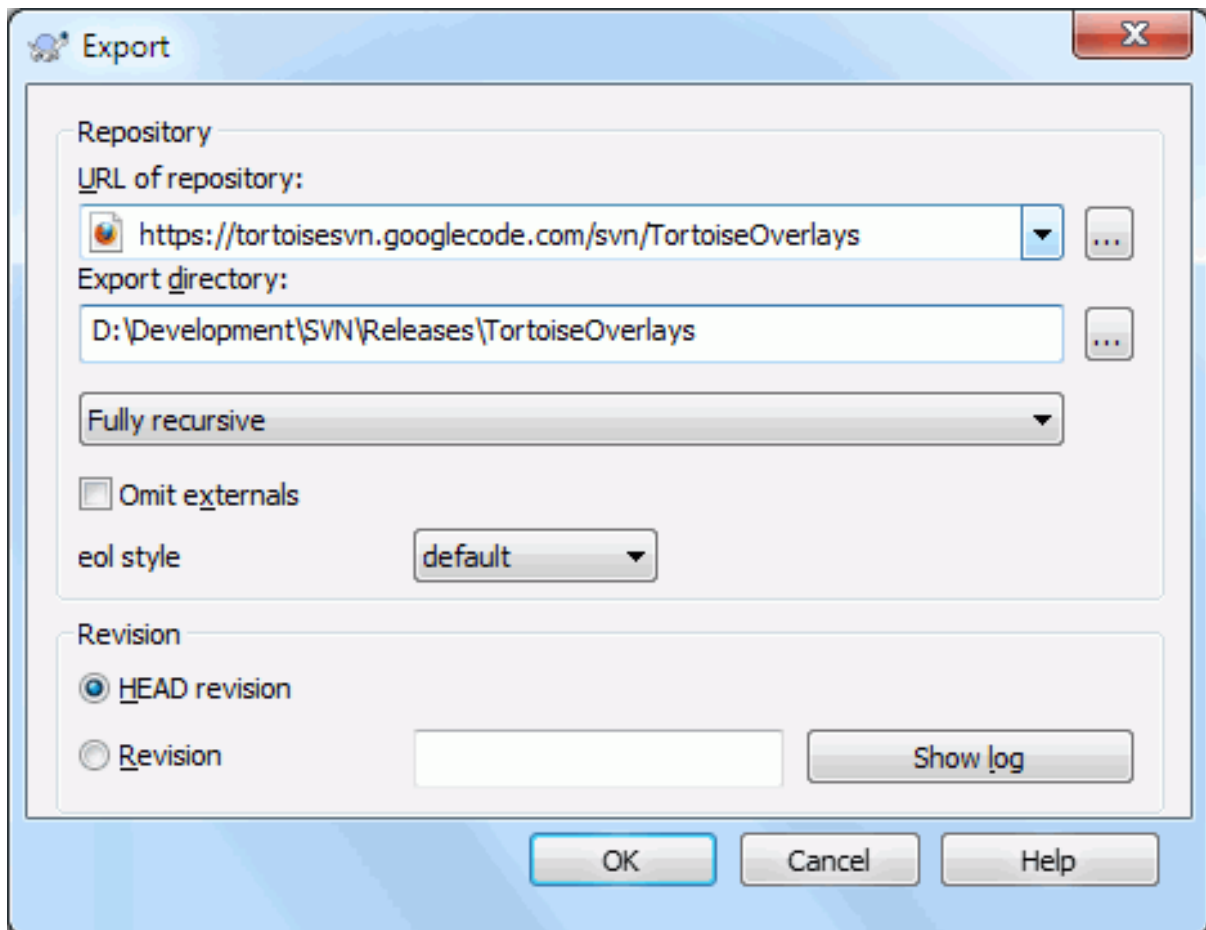 Export
Repository
URL of repository:
https://tortoisesvn.googlecode.com/svn/TortoiseOverlays
...
Export directory:
D:\Development\SVN\Releases\TortoiseOverlays
...
Fully recursive
Omit externals
eol style default
Revision
HEAD revision
Revision Show log
OK Cancel Help